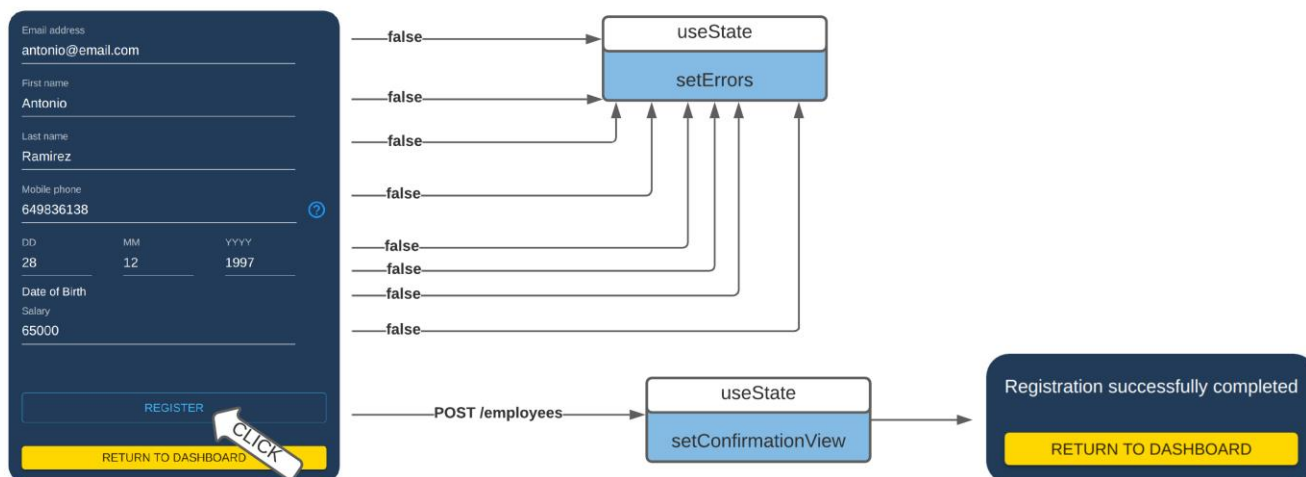 Email address
antonio@email.com
First name
Antonio
Last name
Ramirez
Mobile phone
649836138
?
DD MM YYYY
28 12 1997
Date of Birth
Salary
65000
REGISTER
CLICK
RETURN TO DASHBOARD
false
false
false
false
false
false
false
false
useState
setErrors
POST /employees
useState
setConfirmationView
Registration successfully completed
RETURN TO DASHBOARD